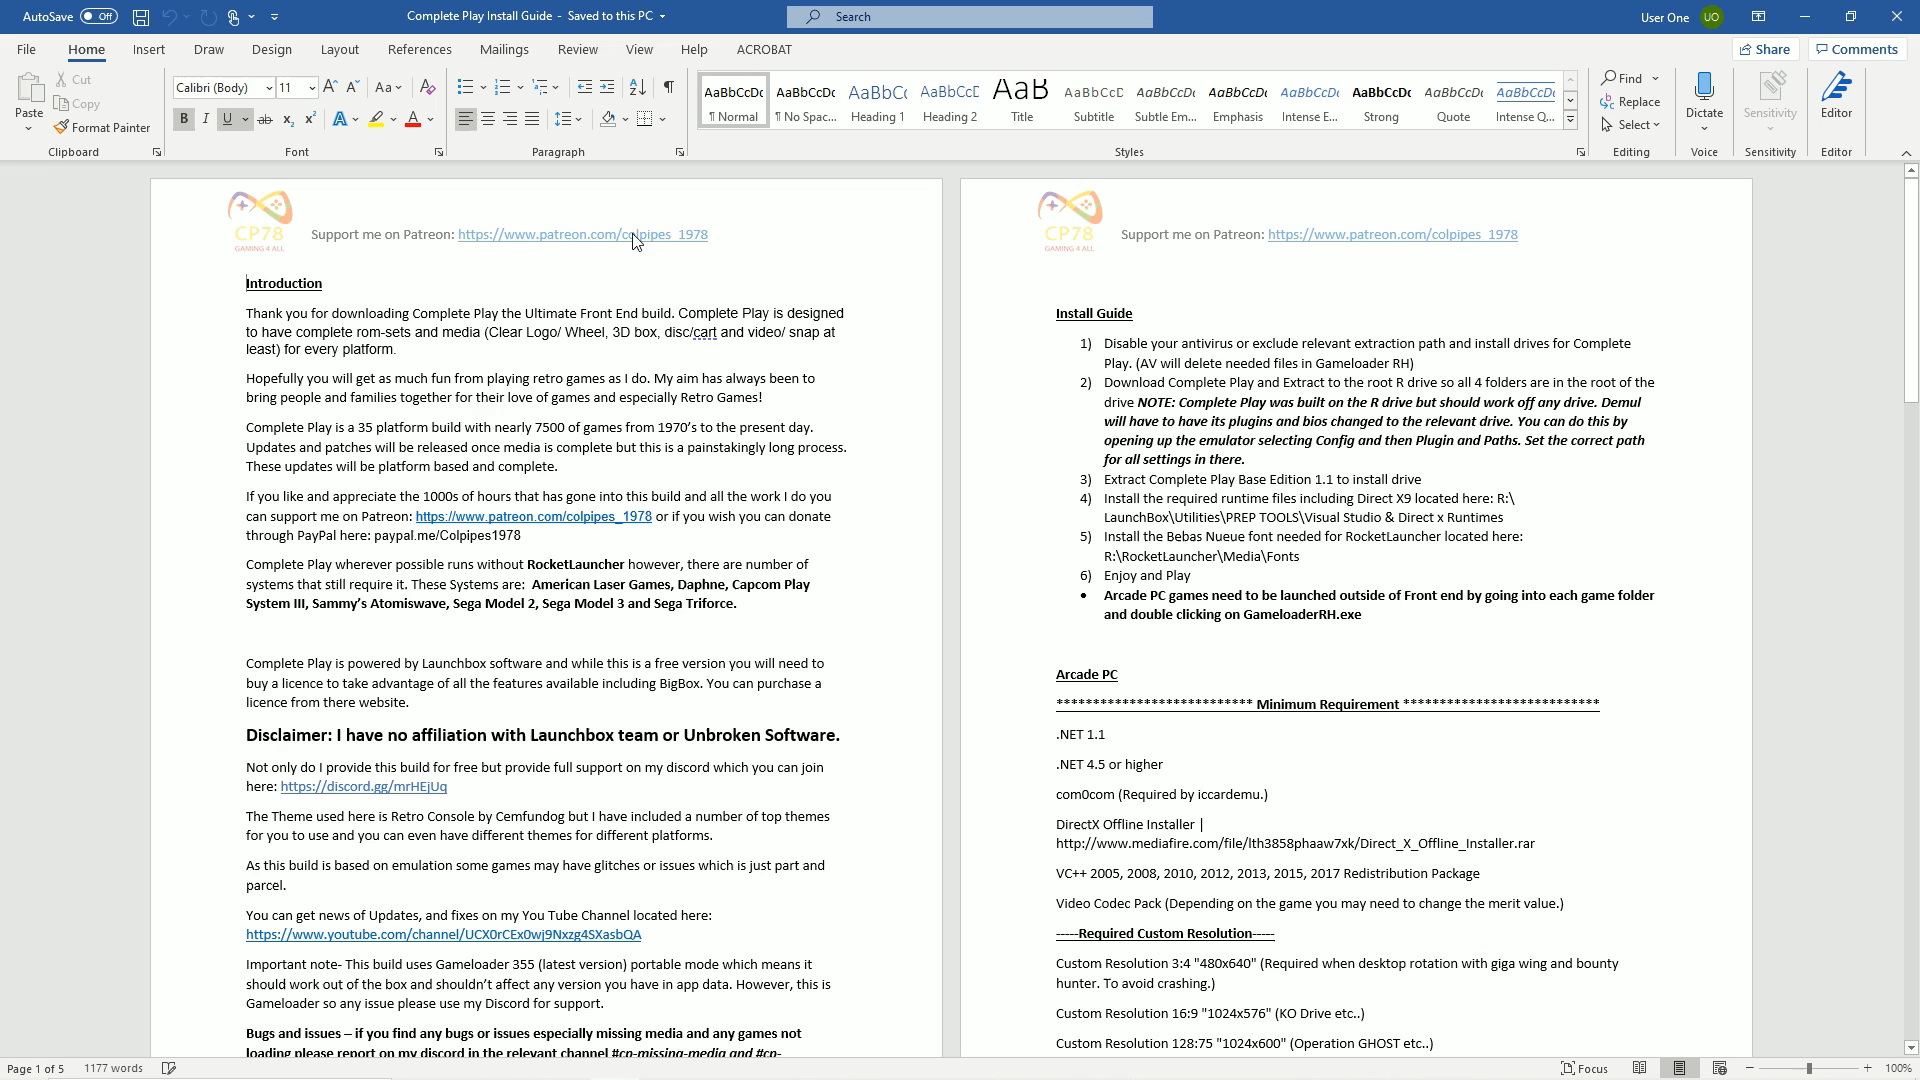 AutoSave Off
Complete Play Install Guide - Saved to this PC
Search
User One UO
File Home Insert Draw Design Layout References Mailings Review View Help ACROBAT
Share Comments
Paste
Cut
Copy
Format Painter
Clipboard
Calibri (Body) 11
Font
Paragraph
AaBbCcDc AaBbCcDc AaBbCc AaBbCcD AaB AaBbCcD AaBbCcDc AaBbCcDc AaBbCcDc AaBbCcDc AaBbCcDc AaBbCcDc
¶ Normal ¶ No Spac... Heading 1 Heading 2 Title Subtitle Subtle Em... Emphasis Intense E... Strong Quote Intense Q...
Styles
Find
Replace
Select
Editing
Dictate
Voice
Sensitivity
Sensitivity
Editor
Editor
CP78
GAMING 4 ALL
Support me on Patreon: https://www.patreon.com/colpipes_1978
Introduction
Thank you for downloading Complete Play the Ultimate Front End build. Complete Play is designed
to have complete rom-sets and media (Clear Logo/ Wheel, 3D box, disc/cart and video/ snap at
least) for every platform.
Hopefully you will get as much fun from playing retro games as I do. My aim has always been to
bring people and families together for their love of games and especially Retro Games!
Complete Play is a 35 platform build with nearly 7500 of games from 1970's to the present day.
Updates and patches will be released once media is complete but this is a painstakingly long process.
These updates will be platform based and complete.
If you like and appreciate the 1000s of hours that has gone into this build and all the work I do you
can support me on Patreon: https://www.patreon.com/colpipes_1978 or if you wish you can donate
through PayPal here: paypal.me/Colpipes1978
Complete Play wherever possible runs without RocketLauncher however, there are number of
systems that still require it. These Systems are: American Laser Games, Daphne, Capcom Play
System III, Sammy's Atomiswave, Sega Model 2, Sega Model 3 and Sega Triforce.
Complete Play is powered by Launchbox software and while this is a free version you will need to
buy a licence to take advantage of all the features available including BigBox. You can purchase a
licence from there website.
Disclaimer: I have no affiliation with Launchbox team or Unbroken Software.
Not only do I provide this build for free but provide full support on my discord which you can join
here: https://discord.gg/mrHEjUq
The Theme used here is Retro Console by Cemfundog but I have included a number of top themes
for you to use and you can even have different themes for different platforms.
As this build is based on emulation some games may have glitches or issues which is just part and
parcel.
You can get news of Updates, and fixes on my You Tube Channel located here:
https://www.youtube.com/channel/UCX0rCEx0wj9Nxzg4SXasbQA
Important note- This build uses Gameloader 355 (latest version) portable mode which means it
should work out of the box and shouldn't affect any version you have in app data. However, this is
Gameloader so any issue please use my Discord for support.
Bugs and issues – if you find any bugs or issues especially missing media and any games not
loading please report on my discord in the relevant channel #cp-missing-media and #cp-
CP78
GAMING 4 ALL
Support me on Patreon: https://www.patreon.com/colpipes_1978
Install Guide
1) Disable your antivirus or exclude relevant extraction path and install drives for Complete
Play. (AV will delete needed files in Gameloader RH)
2) Download Complete Play and Extract to the root R drive so all 4 folders are in the root of the
drive NOTE: Complete Play was built on the R drive but should work off any drive. Demul
will have to have its plugins and bios changed to the relevant drive. You can do this by
opening up the emulator selecting Config and then Plugin and Paths. Set the correct path
for all settings in there.
3) Extract Complete Play Base Edition 1.1 to install drive
4) Install the required runtime files including Direct X9 located here: R:\
LaunchBox\Utilities\PREP TOOLS\Visual Studio & Direct x Runtimes
5) Install the Bebas Nueue font needed for RocketLauncher located here:
R:\RocketLauncher\Media\Fonts
6) Enjoy and Play
• Arcade PC games need to be launched outside of Front end by going into each game folder
and double clicking on GameloaderRH.exe
Arcade PC
*************************** Minimum Requirement ***************************
.NET 1.1
.NET 4.5 or higher
com0com (Required by iccardemu.)
DirectX Offline Installer |
http://www.mediafire.com/file/lth3858phaaw7xk/Direct_X_Offline_Installer.rar
VC++ 2005, 2008, 2010, 2012, 2013, 2015, 2017 Redistribution Package
Video Codec Pack (Depending on the game you may need to change the merit value.)
-----Required Custom Resolution-----
Custom Resolution 3:4 "480x640" (Required when desktop rotation with giga wing and bounty
hunter. To avoid crashing.)
Custom Resolution 16:9 "1024x576" (KO Drive etc..)
Custom Resolution 128:75 "1024x600" (Operation GHOST etc..)
Page 1 of 5 1177 words
Focus
100%